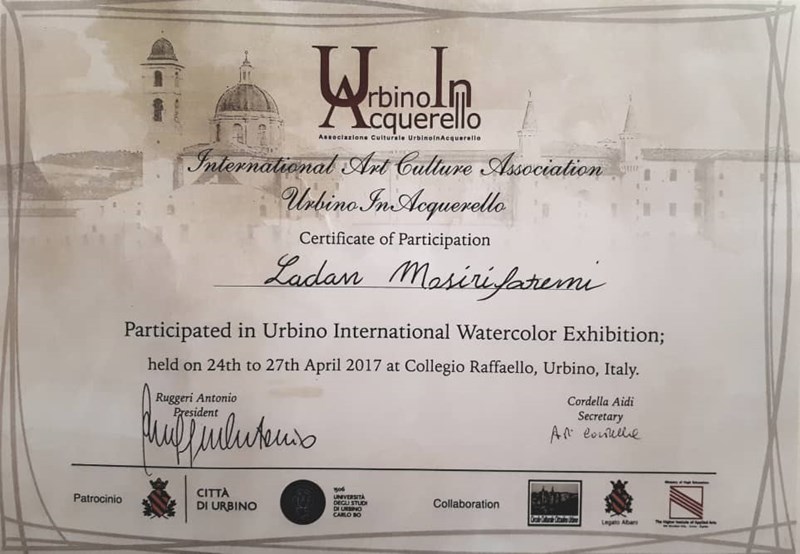 UrbinoIn
Acquerello
Associazione Culturale UrbinoInAcquerello
International Art Culture Association
UrbinoInAcquerello
Certificate of Participation
Ladan Mosirifaremi
Participated in Urbino International Watercolor Exhibition;
held on 24th to 27th April 2017 at Collegio Raffaello, Urbino, Italy.
Ruggeri Antonio
President
Cordella Aidi
Secretary
Patrocinio
CITTÀ
DI URBINO
1506
UNIVERSITÀ
DEGLI STUDI
DI URBINO
CARLO BO
Collaboration
Legato Albani